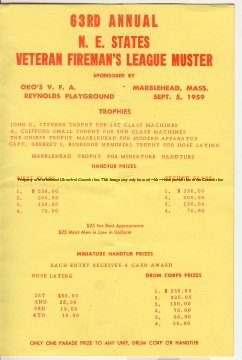 63RD ANNUAL
N. E. STATES
VETERAN FIREMAN'S LEAGUE MUSTER
SPONSORED BY
OKO'S V. F. A. MARBLEHEAD, MASS.
REYNOLDS PLAYGROUND SEPT. 5, 1959
TROPHIES
JOHN G. STEVENS TROPHY FOR 1ST CLASS MACHINES
A. CLIFFORD SMALL TROPHY FOR 2ND CLASS MACHINES
THE CHIEFS TROPHY MARBLEHEAD FOR MODERN APPARATUS
CAPT. HERBERT L. BURRIDGE MEMORIAL TROPHY FOR HOSE LAYING
MARBLEHEAD TROPHY FOR MINIATURE HANDTUBS
HANDTUB PRIZES
1. $ 250.00 1. $ 250.00
2. 200.00 2. 200.00
3. 150.00 3. 150.00
4. 75.00 4. 75.00
$25 for Best Appearance
$25 Most Men in Line in Uniform
MINIATURE HANDTUB PRIZES
EACH ENTRY RECEIVES A CASH AWARD
HOSE LAYING DRUM CORPS PRIZES
1ST $50.00 1. $ 250.00
2ND 25.00 2. 225.00
3RD 15.00 3. 100.00
4TH 10.00 4. 75.00
5. 50.00
6. 25.00
ONLY ONE PARADE PRIZE TO ANY UNIT, DRUM CORP OR HANDTUB